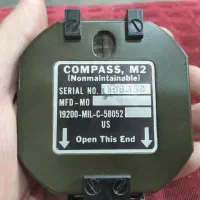 COMPASS, M2
(Nonmaintainable)
SERIAL NO.
MFD-MO
19200-MIL-C-58052
US
↓ Open This End ↓